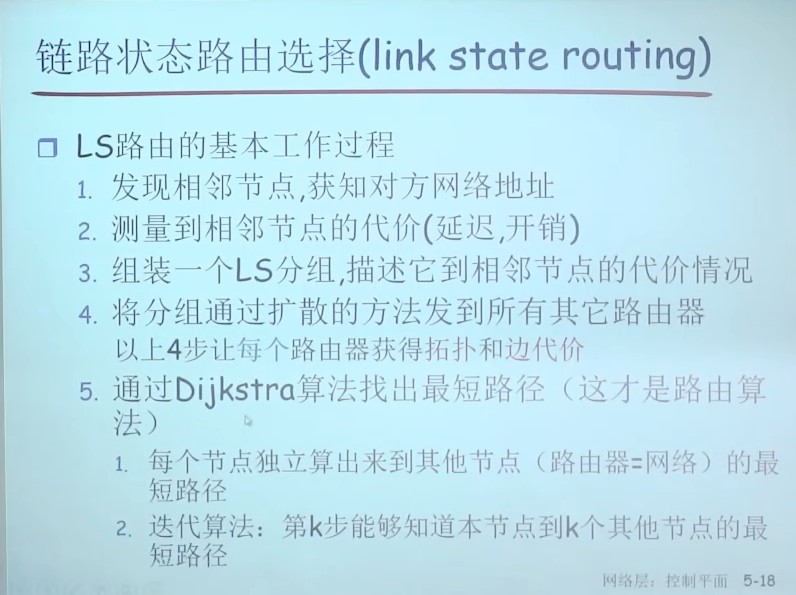 链路状态路由选择(link state routing)
LS路由的基本工作过程
1. 发现相邻节点,获知对方网络地址
2. 测量到相邻节点的代价(延迟,开销)
3. 组装一个LS分组,描述它到相邻节点的代价情况
4. 将分组通过扩散的方法发到所有其它路由器
以上4步让每个路由器获得拓扑和边代价
5. 通过Dijkstra算法找出最短路径（这才是路由算
法）
1. 每个节点独立算出来到其他节点（路由器=网络）的最
短路径
2. 迭代算法：第k步能够知道本节点到k个其他节点的最
短路径
网络层：控制平面 5-18